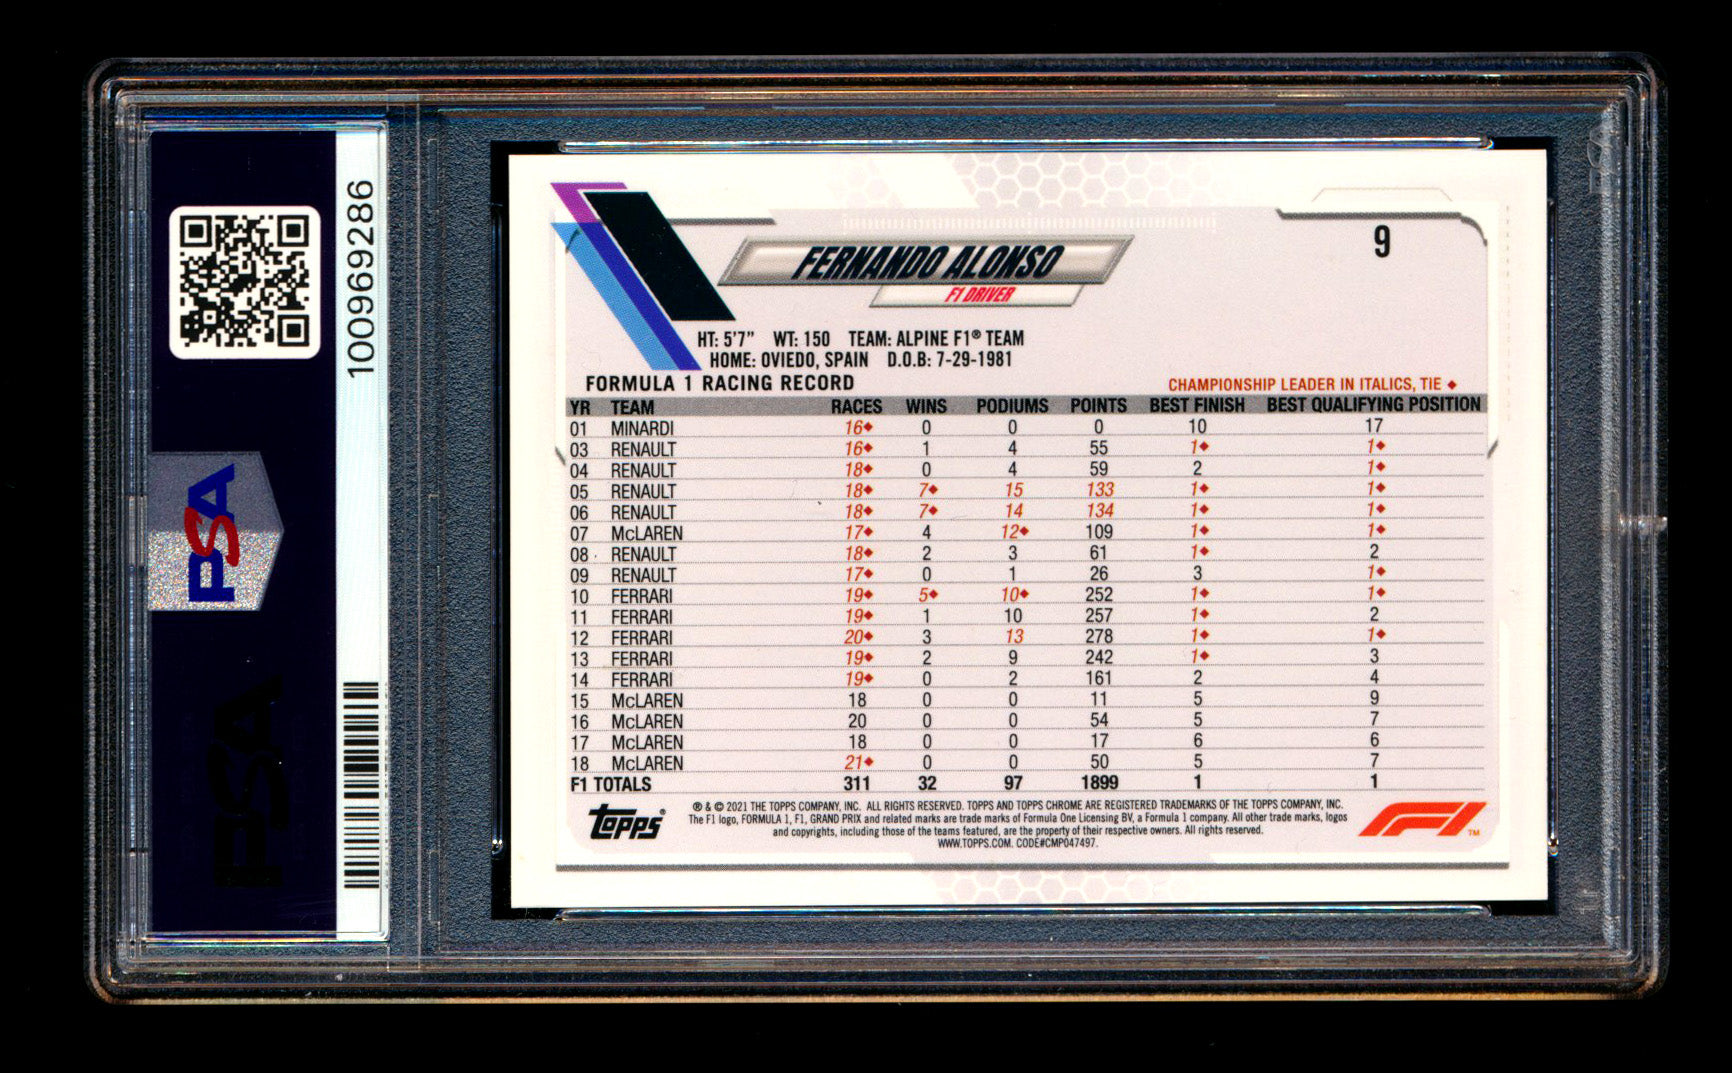 100969286
PSA
PSA
9
FERNANDO ALONSO
F1 DRIVER
HT: 5'7" WT: 150 TEAM: ALPINE F1® TEAM
HOME: OVIEDO, SPAIN D.O.B: 7-29-1981
FORMULA 1 RACING RECORD CHAMPIONSHIP LEADER IN ITALICS, TIE ♦
YR TEAM RACES WINS PODIUMS POINTS BEST FINISH BEST QUALIFYING POSITION
01 MINARDI 16♦ 0 0 0 10 17
03 RENAULT 16♦ 1 4 55 1♦ 1♦
04 RENAULT 18♦ 0 4 59 2 1♦
05 RENAULT 18♦ 7♦ 15 133 1♦ 1♦
06 RENAULT 18♦ 7♦ 14 134 1♦ 1♦
07 McLAREN 17♦ 4 12♦ 109 1♦ 1♦
08 RENAULT 18♦ 2 3 61 1♦ 2
09 RENAULT 17♦ 0 1 26 3 1♦
10 FERRARI 19♦ 5♦ 10♦ 252 1♦ 1♦
11 FERRARI 19♦ 1 10 257 1♦ 2
12 FERRARI 20♦ 3 13 278 1♦ 1♦
13 FERRARI 19♦ 2 9 242 1♦ 3
14 FERRARI 19♦ 0 2 161 2 4
15 McLAREN 18 0 0 11 5 9
16 McLAREN 20 0 0 54 5 7
17 McLAREN 18 0 0 17 6 6
18 McLAREN 21♦ 0 0 50 5 7
F1 TOTALS 311 32 97 1899 1 1
topps®
® & © 2021 THE TOPPS COMPANY, INC. ALL RIGHTS RESERVED. TOPPS AND TOPPS CHROME ARE REGISTERED TRADEMARKS OF THE TOPPS COMPANY, INC.
The F1 logo, FORMULA 1, F1, GRAND PRIX and related marks are trade marks of Formula One Licensing BV, a Formula 1 company. All other trade marks, logos
and copyrights, including those of the teams featured, are the property of their respective owners. All rights reserved.
WWW.TOPPS.COM. CODE#CMP047497.
F1 TM